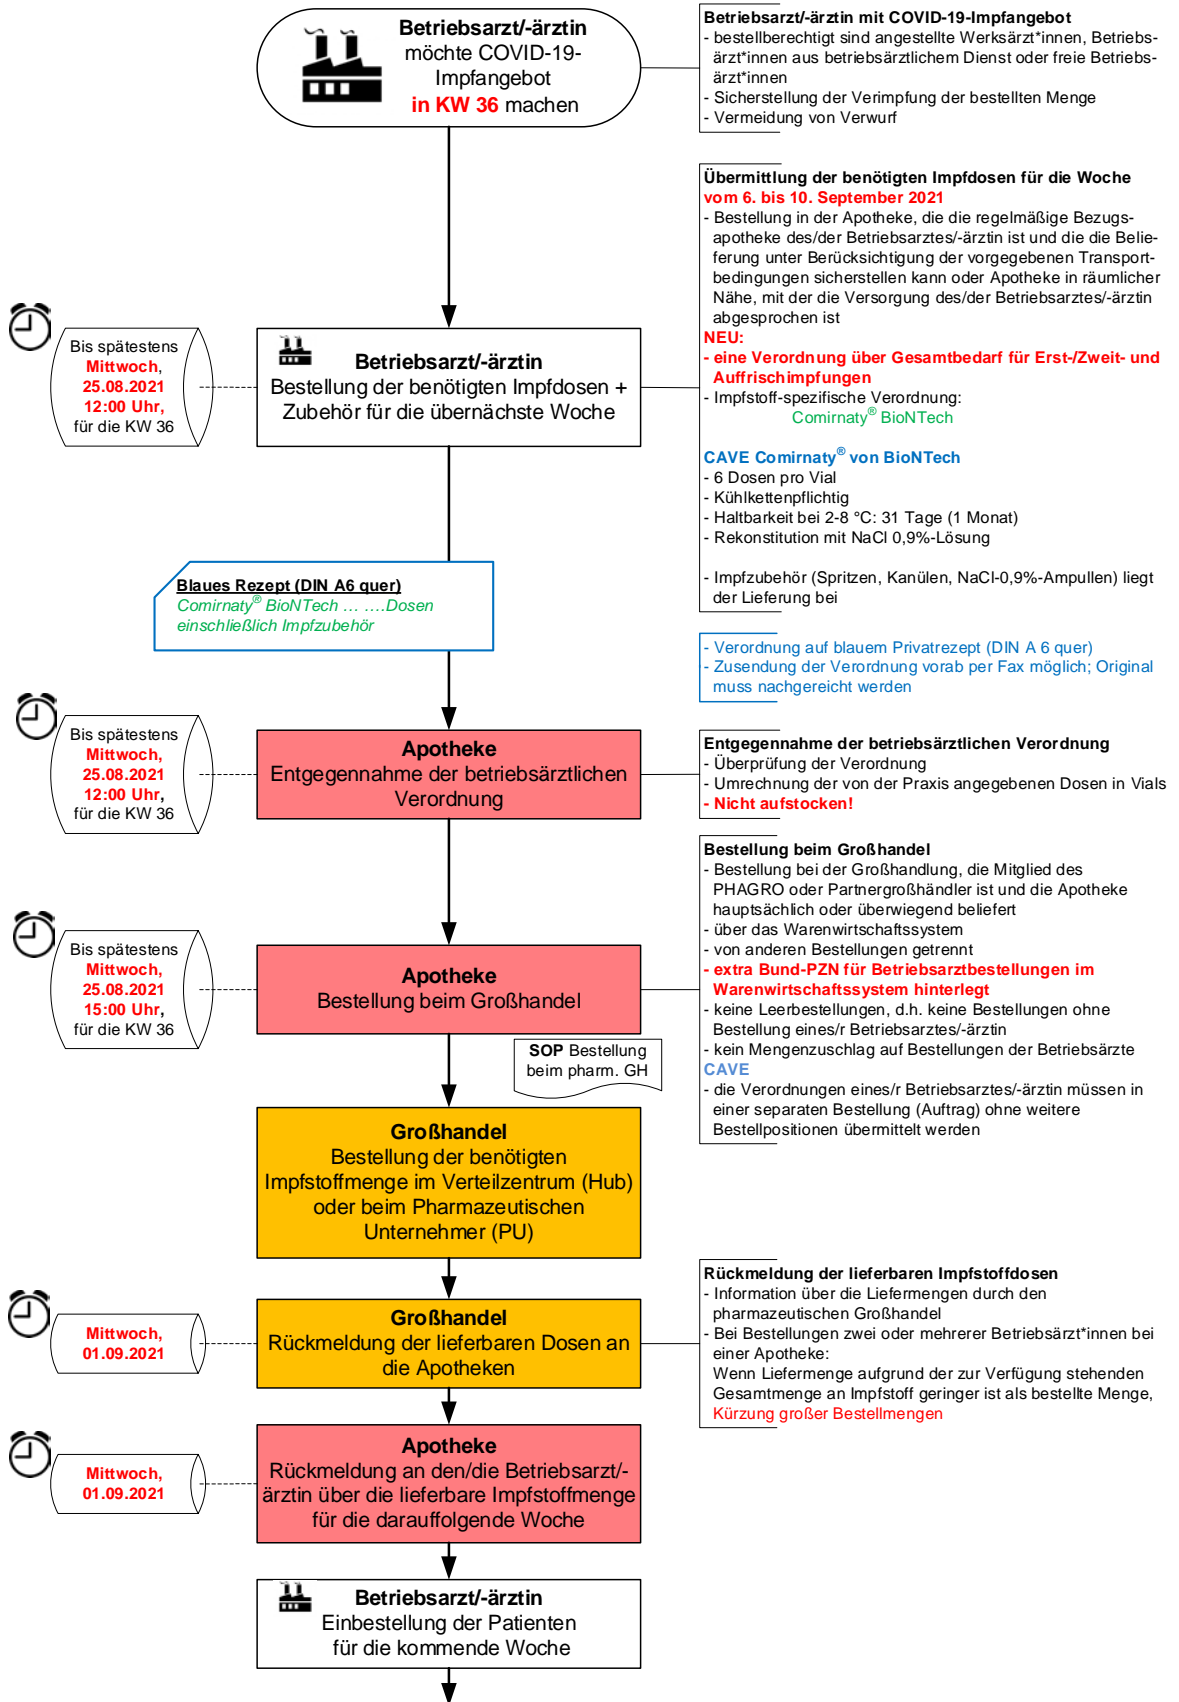 Betriebsarzt/-ärztin
möchte COVID-19-
Impfangebot
in KW 36 machen
Betriebsarzt/-ärztin mit COVID-19-Impfangebot
- bestellberechtigt sind angestellte Werksärzt*innen, Betriebs-
ärzt*innen aus betriebsärztlichem Dienst oder freie Betriebs-
ärzt*innen
- Sicherstellung der Verimpfung der bestellten Menge
- Vermeidung von Verwurf
Übermittlung der benötigten Impfdosen für die Woche
vom 6. bis 10. September 2021
- Bestellung in der Apotheke, die die regelmäßige Bezugs-
apotheke des/der Betriebsarztes/-ärztin ist und die die Belie-
ferung unter Berücksichtigung der vorgegebenen Transport-
bedingungen sicherstellen kann oder Apotheke in räumlicher
Nähe, mit der die Versorgung des/der Betriebsarztes/-ärztin
abgesprochen ist
NEU:
- eine Verordnung über Gesamtbedarf für Erst-/Zweit- und
Auffrischimpfungen
- Impfstoff-spezifische Verordnung:
Comirnaty® BioNTech
CAVE Comirnaty® von BioNTech
- 6 Dosen pro Vial
- Kühlkettenpflichtig
- Haltbarkeit bei 2-8 °C: 31 Tage (1 Monat)
- Rekonstitution mit NaCl 0,9%-Lösung
- Impfzubehör (Spritzen, Kanülen, NaCl-0,9%-Ampullen) liegt
der Lieferung bei
Bis spätestens
Mittwoch,
25.08.2021
12:00 Uhr,
für die KW 36
Betriebsarzt/-ärztin
Bestellung der benötigten Impfdosen +
Zubehör für die übernächste Woche
Blaues Rezept (DIN A6 quer)
Comirnaty® BioNTech ... ....Dosen
einschließlich Impfzubehör
- Verordnung auf blauem Privatrezept (DIN A 6 quer)
- Zusendung der Verordnung vorab per Fax möglich; Original
muss nachgereicht werden
Bis spätestens
Mittwoch,
25.08.2021
12:00 Uhr,
für die KW 36
Apotheke
Entgegennahme der betriebsärztlichen
Verordnung
Entgegennahme der betriebsärztlichen Verordnung
- Überprüfung der Verordnung
- Umrechnung der von der Praxis angegebenen Dosen in Vials
- Nicht aufstocken!
Bis spätestens
Mittwoch,
25.08.2021
15:00 Uhr,
für die KW 36
Apotheke
Bestellung beim Großhandel
SOP Bestellung
beim pharm. GH
Bestellung beim Großhandel
- Bestellung bei der Großhandlung, die Mitglied des
PHAGRO oder Partnergroßhändler ist und die Apotheke
hauptsächlich oder überwiegend beliefert
- über das Warenwirtschaftssystem
- von anderen Bestellungen getrennt
- extra Bund-PZN für Betriebsarztbestellungen im
Warenwirtschaftssystem hinterlegt
- keine Leerbestellungen, d.h. keine Bestellungen ohne
Bestellung eines/r Betriebsarztes/-ärztin
- kein Mengenzuschlag auf Bestellungen der Betriebsärzte
CAVE
- die Verordnungen eines/r Betriebsarztes/-ärztin müssen in
einer separaten Bestellung (Auftrag) ohne weitere
Bestellpositionen übermittelt werden
Großhandel
Bestellung der benötigten
Impfstoffmenge im Verteilzentrum (Hub)
oder beim Pharmazeutischen
Unternehmer (PU)
Mittwoch,
01.09.2021
Großhandel
Rückmeldung der lieferbaren Dosen an
die Apotheken
Rückmeldung der lieferbaren Impfstoffdosen
- Information über die Liefermengen durch den
pharmazeutischen Großhandel
- Bei Bestellungen zwei oder mehrerer Betriebsärzt*innen bei
einer Apotheke:
Wenn Liefermenge aufgrund der zur Verfügung stehenden
Gesamtmenge an Impfstoff geringer ist als bestellte Menge,
Kürzung großer Bestellmengen
Mittwoch,
01.09.2021
Apotheke
Rückmeldung an den/die Betriebsarzt/-
ärztin über die lieferbare Impfstoffmenge
für die darauffolgende Woche
Betriebsarzt/-ärztin
Einbestellung der Patienten
für die kommende Woche